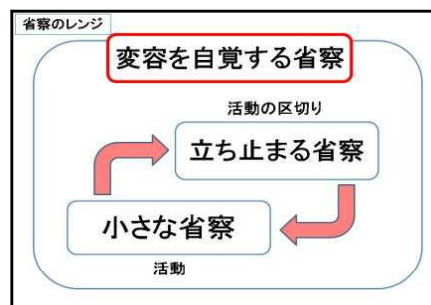 省察のレンジ
変容を自覚する省察
活動の区切り
立ち止まる省察
小さな省察
活動